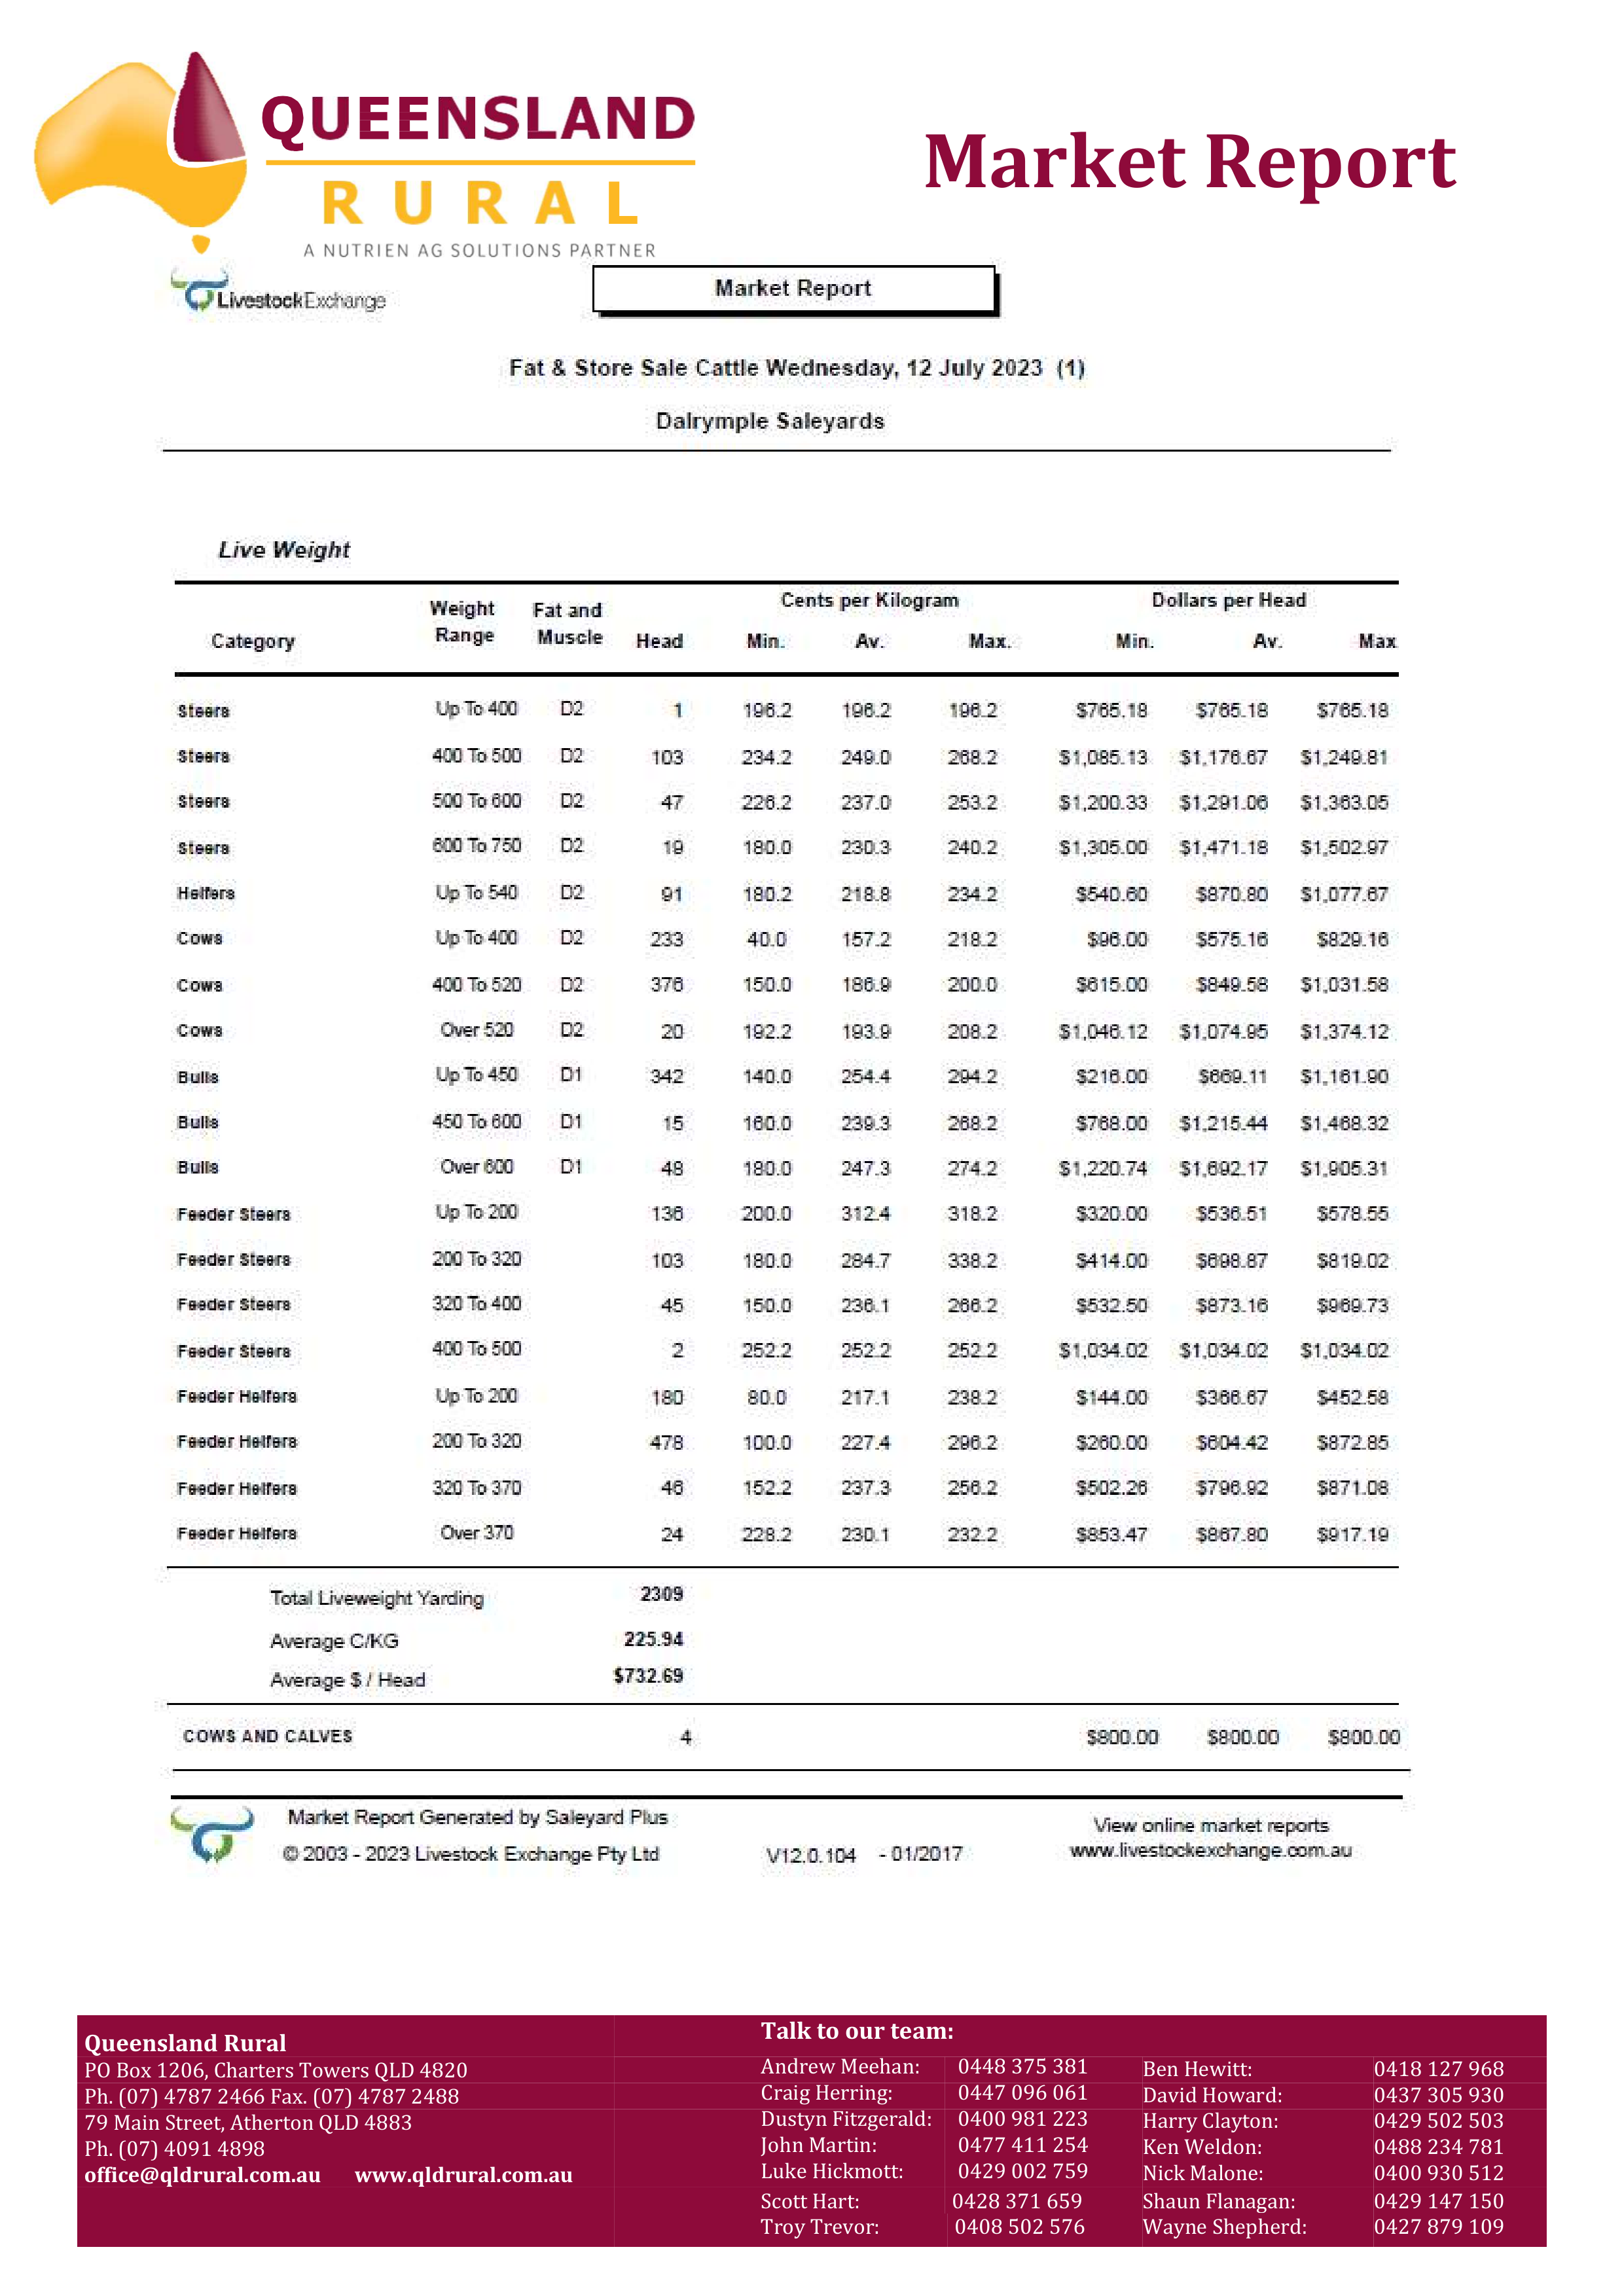 QUEENSLAND
RURAL
A NUTRIEN AG SOLUTIONS PARTNER
Market Report
LivestockExchange
Market Report
Fat & Store Sale Cattle Wednesday, 12 July 2023 (1)
Dalrymple Saleyards
Live Weight
Category Weight Range Fat and Muscle Head Cents per Kilogram Min. Av. Max. Dollars per Head Min. Av. Max
Steers Up To 400 D2 1 196.2 196.2 196.2 $765.18 $765.18 $765.18
Steers 400 To 500 D2 103 234.2 249.0 268.2 $1,085.13 $1,176.67 $1,249.81
Steers 500 To 600 D2 47 226.2 237.0 253.2 $1,200.33 $1,291.06 $1,363.05
Steers 600 To 750 D2 19 180.0 230.3 240.2 $1,305.00 $1,471.18 $1,502.97
Heifers Up To 540 D2 91 180.2 218.8 234.2 $540.60 $870.80 $1,077.67
Cows Up To 400 D2 233 40.0 157.2 218.2 $96.00 $575.16 $829.16
Cows 400 To 520 D2 376 150.0 186.9 200.0 $615.00 $849.58 $1,031.58
Cows Over 520 D2 20 192.2 193.9 208.2 $1,046.12 $1,074.95 $1,374.12
Bulls Up To 450 D1 342 140.0 254.4 294.2 $216.00 $669.11 $1,161.90
Bulls 450 To 600 D1 15 160.0 239.3 268.2 $768.00 $1,215.44 $1,468.32
Bulls Over 600 D1 48 180.0 247.3 274.2 $1,220.74 $1,692.17 $1,905.31
Feeder Steers Up To 200 136 200.0 312.4 318.2 $320.00 $536.51 $578.55
Feeder Steers 200 To 320 103 180.0 284.7 338.2 $414.00 $698.87 $819.02
Feeder Steers 320 To 400 45 150.0 236.1 266.2 $532.50 $873.16 $969.73
Feeder Steers 400 To 500 2 252.2 252.2 252.2 $1,034.02 $1,034.02 $1,034.02
Feeder Heifers Up To 200 180 80.0 217.1 238.2 $144.00 $366.67 $452.58
Feeder Heifers 200 To 320 478 100.0 227.4 296.2 $260.00 $604.42 $872.85
Feeder Heifers 320 To 370 46 152.2 237.3 256.2 $502.26 $796.92 $871.08
Feeder Heifers Over 370 24 228.2 230.1 232.2 $853.47 $867.80 $917.19
Total Liveweight Yarding 2309
Average C/KG 225.94
Average $ / Head $732.69
COWS AND CALVES 4 $800.00 $800.00 $800.00
Market Report Generated by Saleyard Plus
© 2003 - 2023 Livestock Exchange Pty Ltd V12.0.104 - 01/2017
View online market reports
www.livestockexchange.com.au
Queensland Rural
PO Box 1206, Charters Towers QLD 4820
Ph. (07) 4787 2466 Fax. (07) 4787 2488
79 Main Street, Atherton QLD 4883
Ph. (07) 4091 4898
office@qldrural.com.au www.qldrural.com.au
Talk to our team:
Andrew Meehan: 0448 375 381 Ben Hewitt: 0418 127 968
Craig Herring: 0447 096 061 David Howard: 0437 305 930
Dustyn Fitzgerald: 0400 981 223 Harry Clayton: 0429 502 503
John Martin: 0477 411 254 Ken Weldon: 0488 234 781
Luke Hickmott: 0429 002 759 Nick Malone: 0400 930 512
Scott Hart: 0428 371 659 Shaun Flanagan: 0429 147 150
Troy Trevor: 0408 502 576 Wayne Shepherd: 0427 879 109